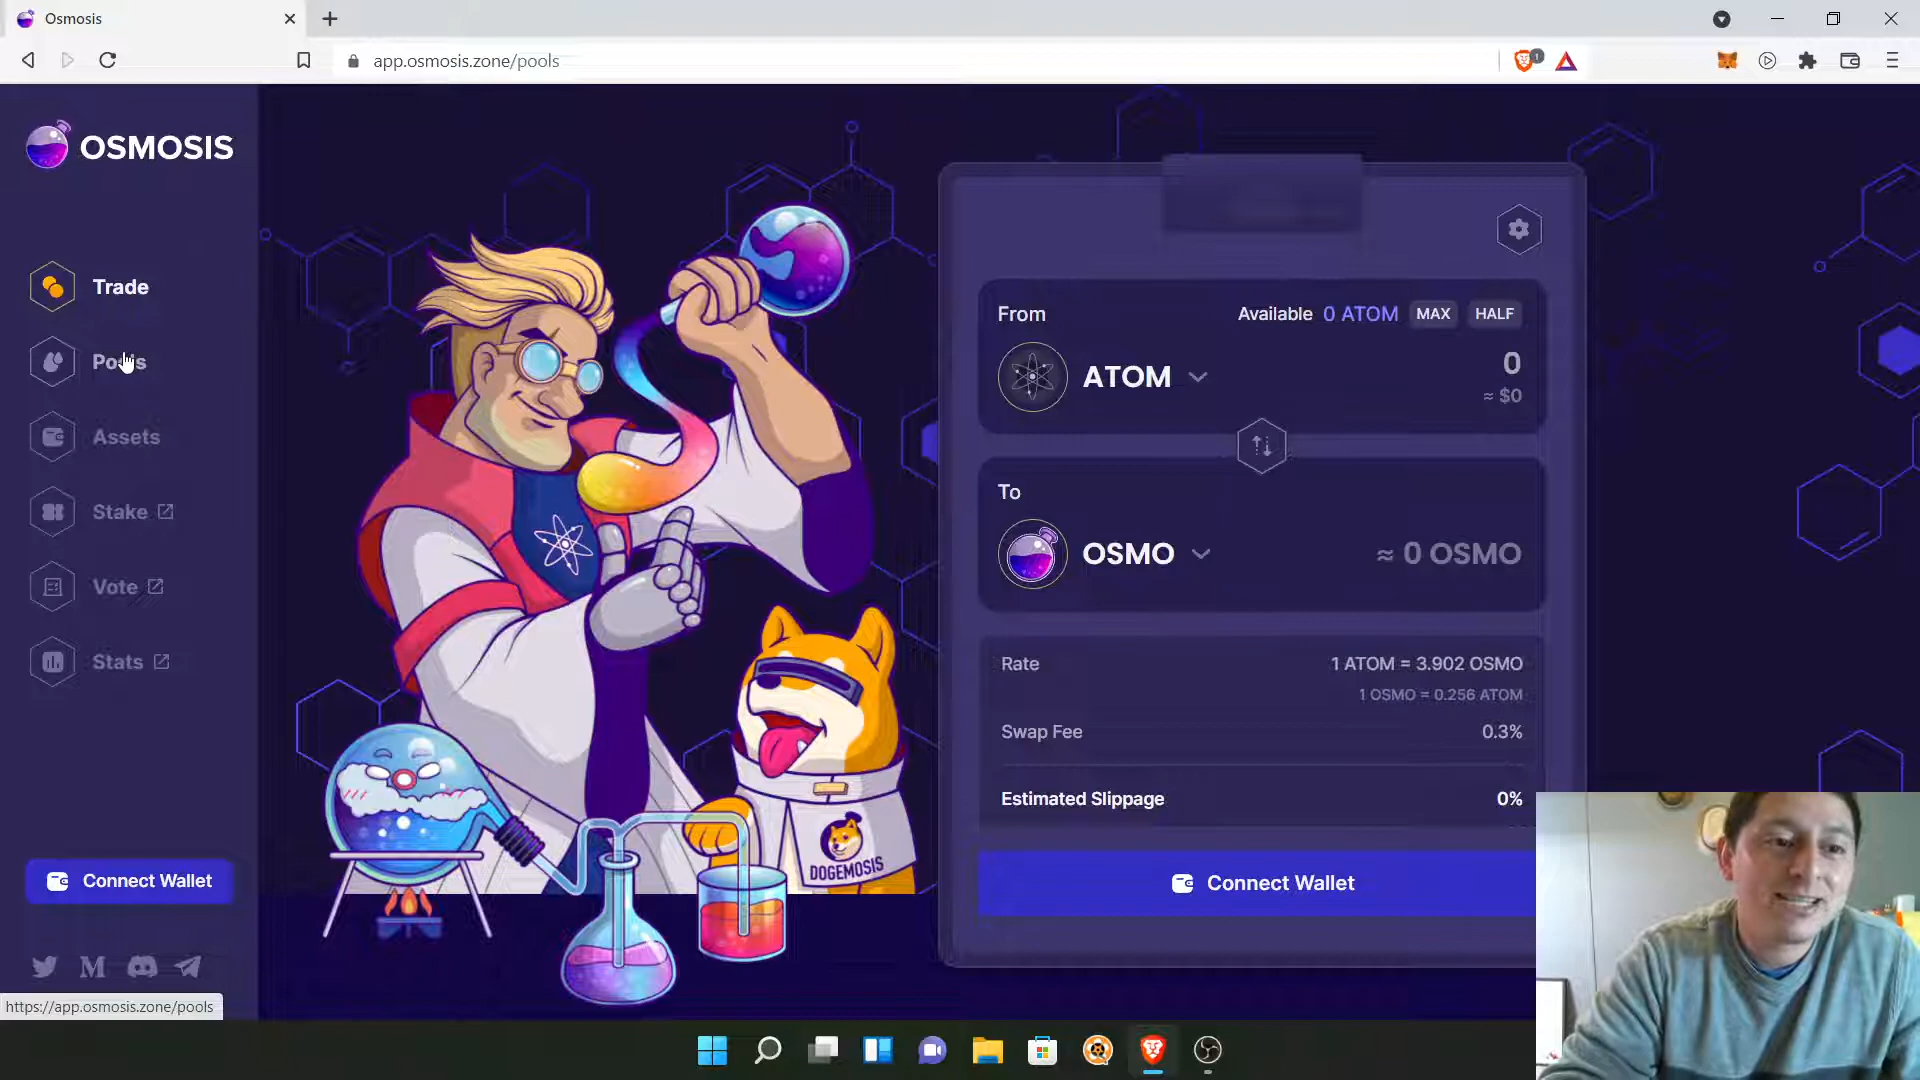 Osmosis
app.osmosis.zone/pools
1
OSMOSIS
Trade
Pools
Assets
Stake
Vote
Stats
Connect Wallet
https://app.osmosis.zone/pools
DOGEMOSIS
From
Available 0 ATOM MAX HALF
ATOM
0
≈ $0
To
OSMO
≈ 0 OSMO
Rate
1 ATOM = 3.902 OSMO
1 OSMO = 0.256 ATOM
Swap Fee
0.3%
Estimated Slippage
0%
Connect Wallet